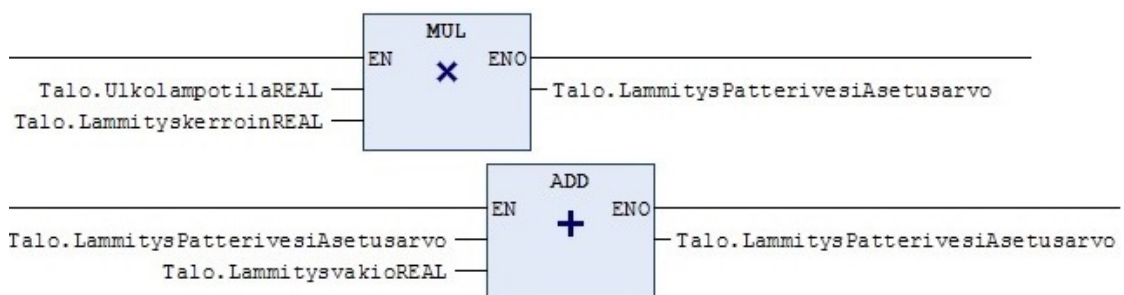 MUL
EN ENO
×
Talo.UlkolampotilaREAL Talo.LammitysPatterivesiAsetusarvo
Talo.LammityskerroinREAL
ADD
EN ENO
+
Talo.LammitysPatterivesiAsetusarvo Talo.LammitysPatterivesiAsetusarvo
Talo.LammitysvakioREAL